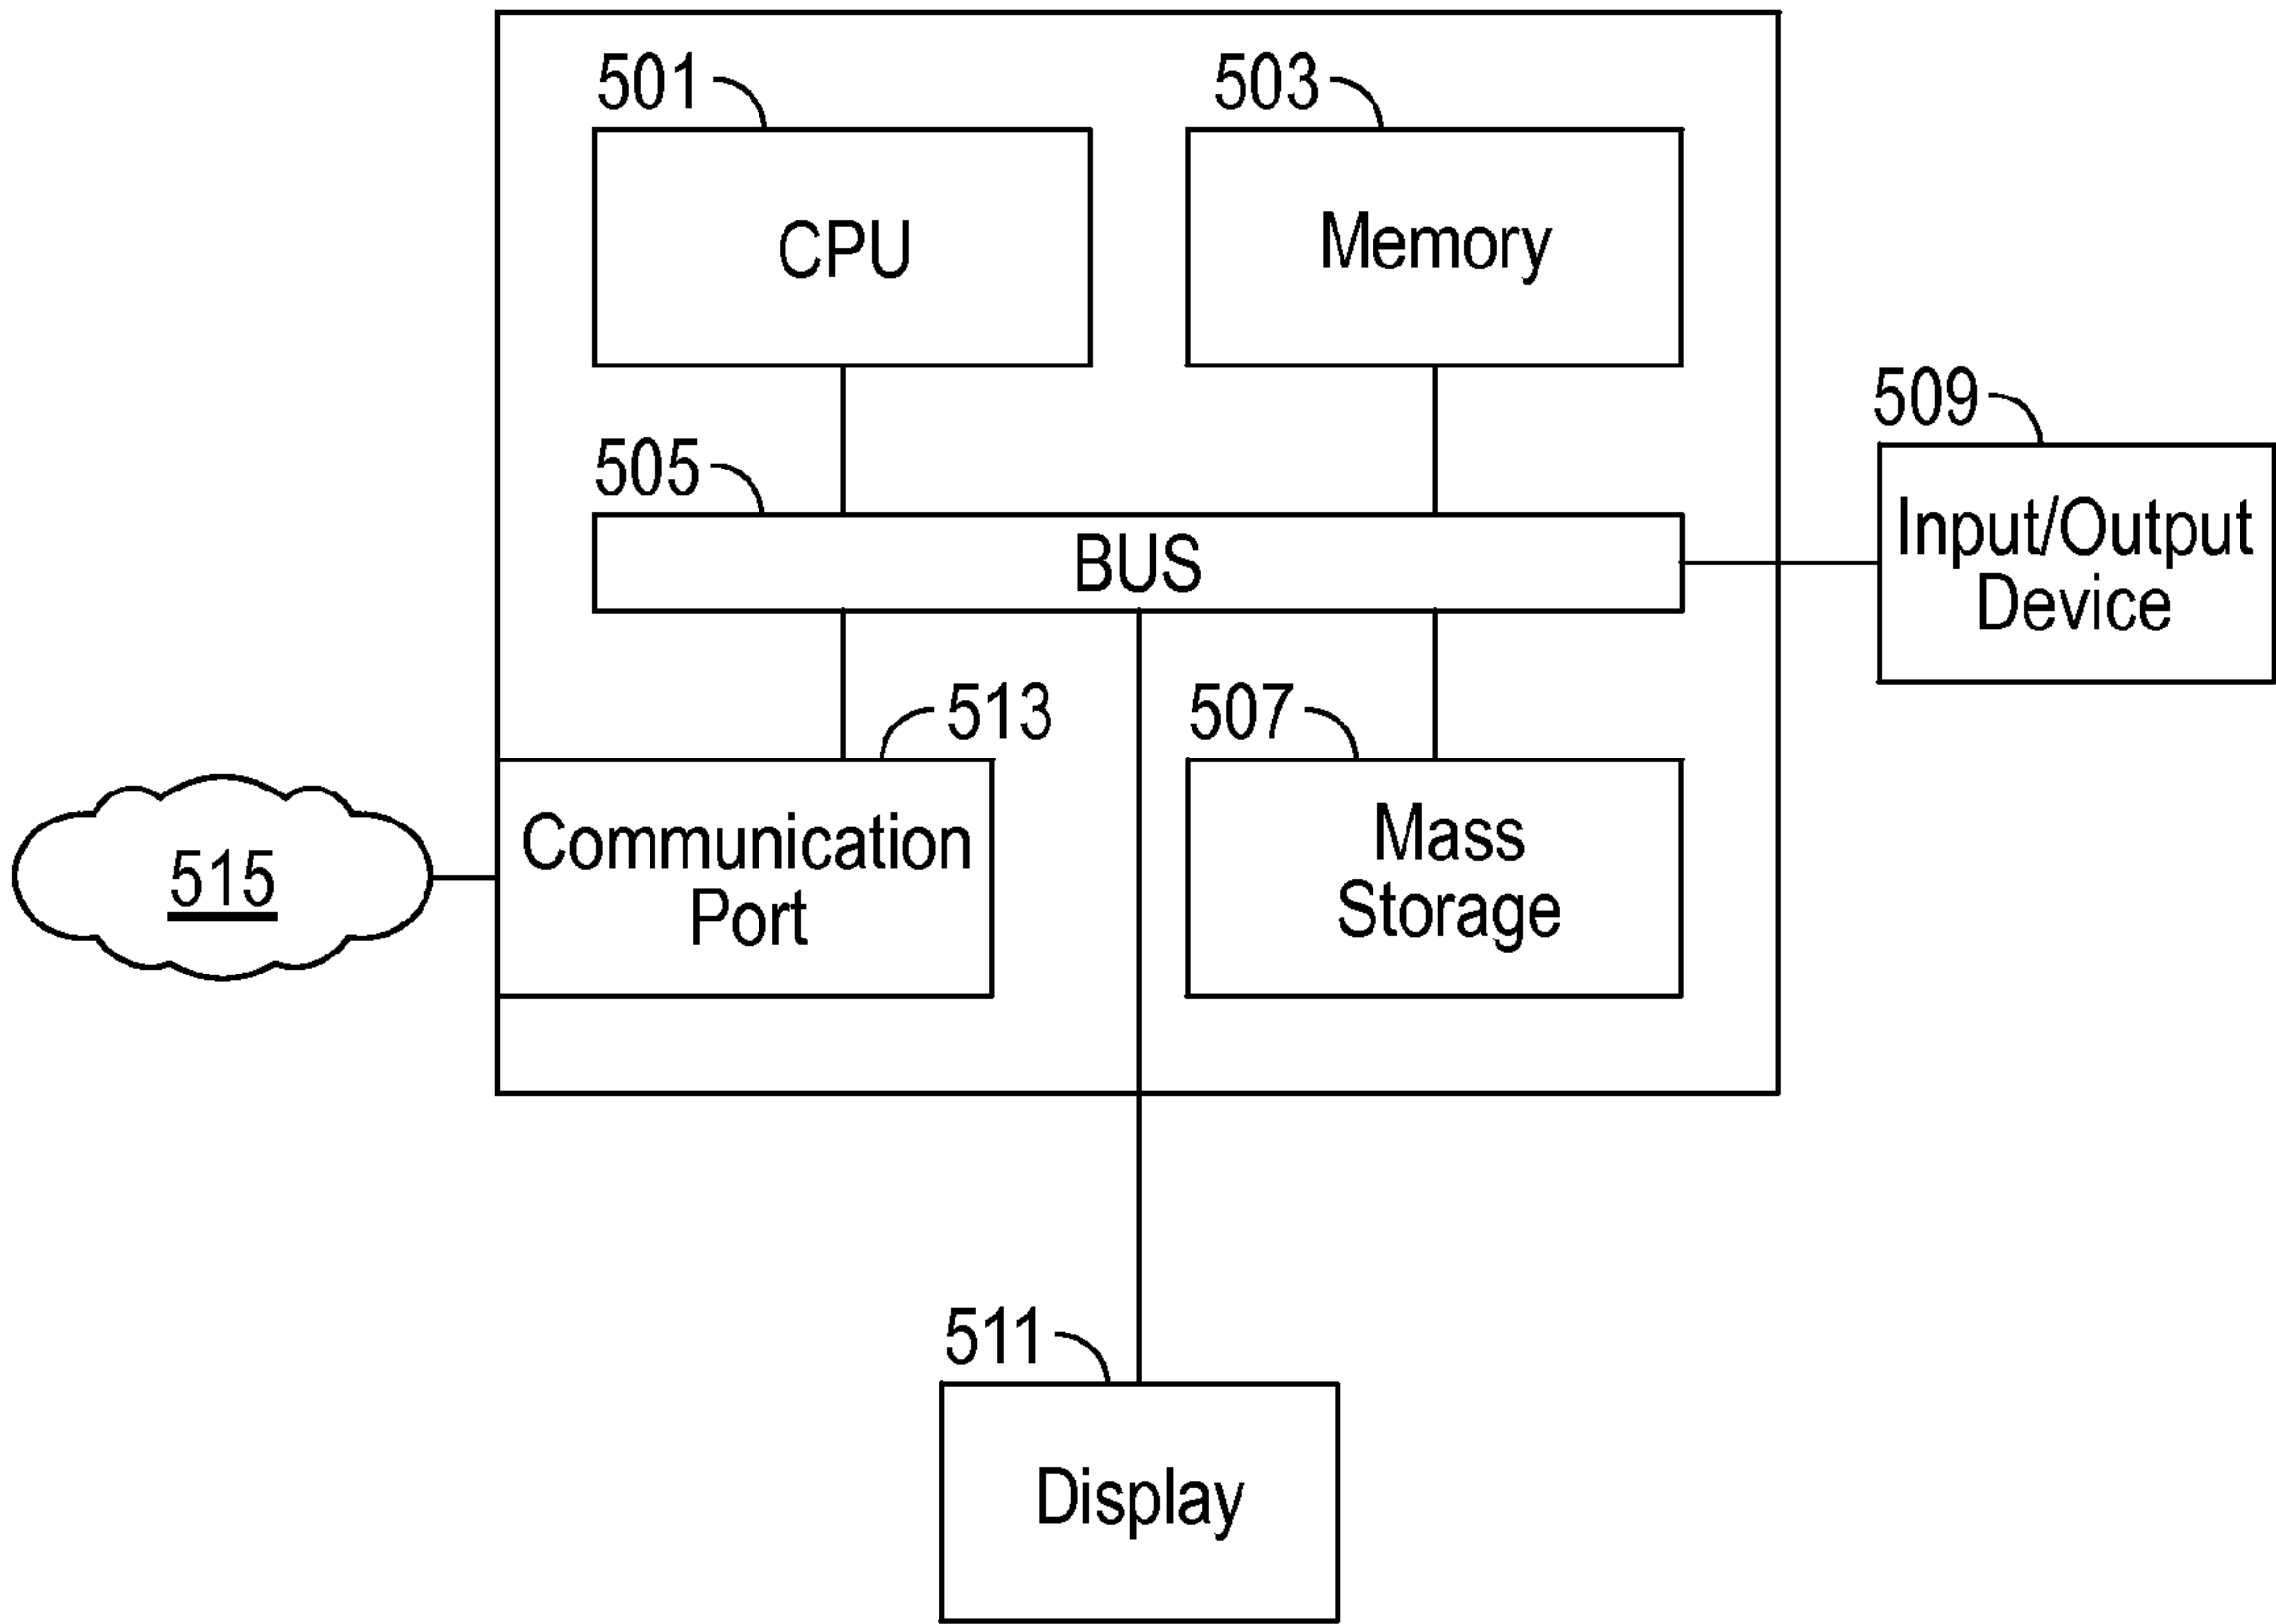 501
503
CPU
Memory
509
505
Input/Output
Device
BUS
513
507
Communication
Port
Mass
Storage
515
511
Display